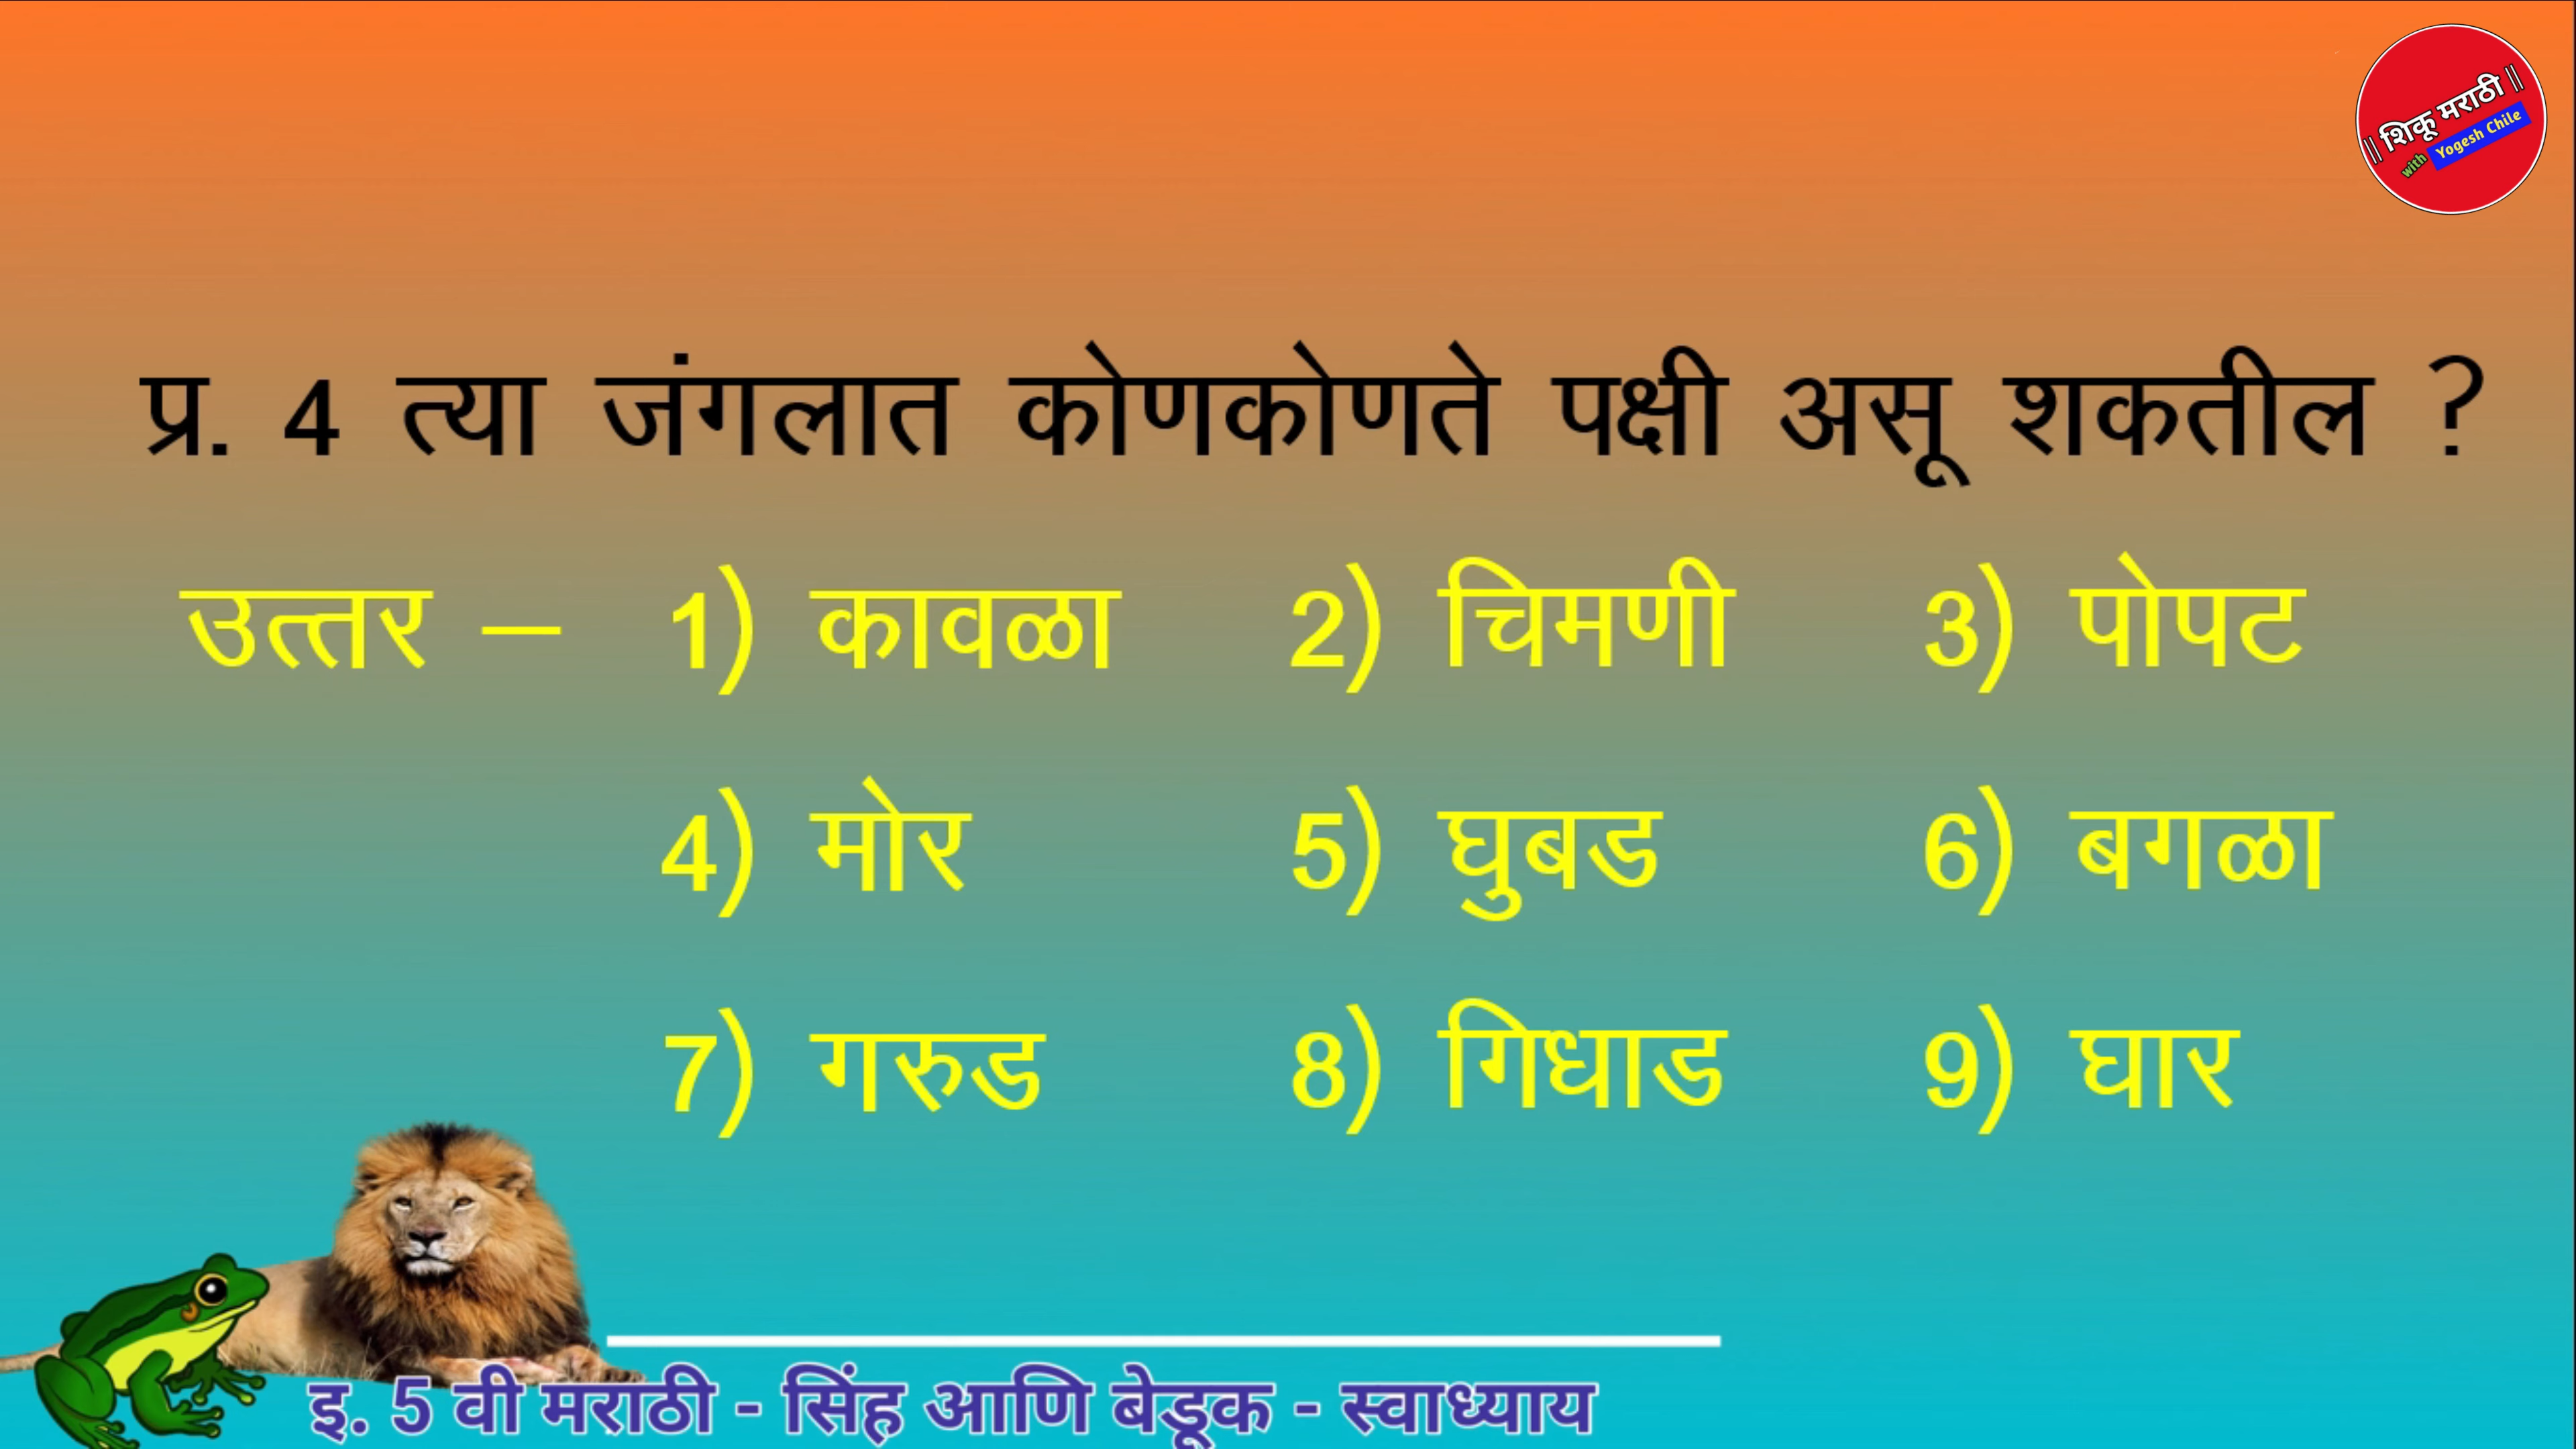 || शिकू मराठी ||
with Yogesh Chile
प्र. 4 त्या जंगलात कोणकोणते पक्षी असू शकतील ?
उत्तर – 1) कावळा 2) चिमणी 3) पोपट
4) मोर 5) घुबड 6) बगळा
7) गरुड 8) गिधाड 9) घार
इ. 5 वी मराठी - सिंह आणि बेडूक - स्वाध्याय